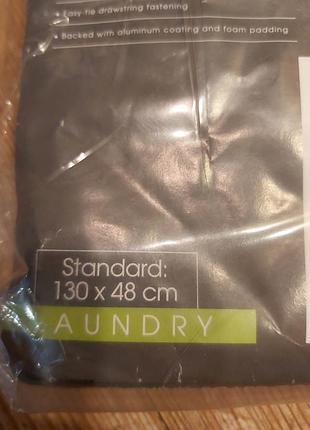 • Easy tie drawstring fastening
• Backed with aluminum coating and foam padding
Standard:
130 x 48 cm
AUNDRY